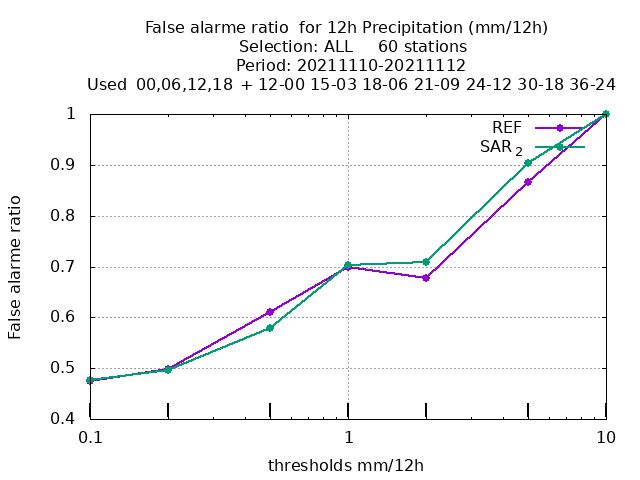 False alarme ratio  for 12h Precipitation (mm/12h)
Selection: ALL     60 stations
Period: 20211110-20211112
Used  00,06,12,18  + 12-00 15-03 18-06 21-09 24-12 30-18 36-24
REF
SAR 2
1
0.9
0.8
0.7
0.6
0.5
0.4
False alarme ratio
0.1
1
10
thresholds mm/12h